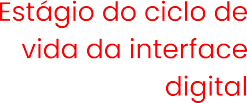 Estágio do ciclo de
vida da interface
digital